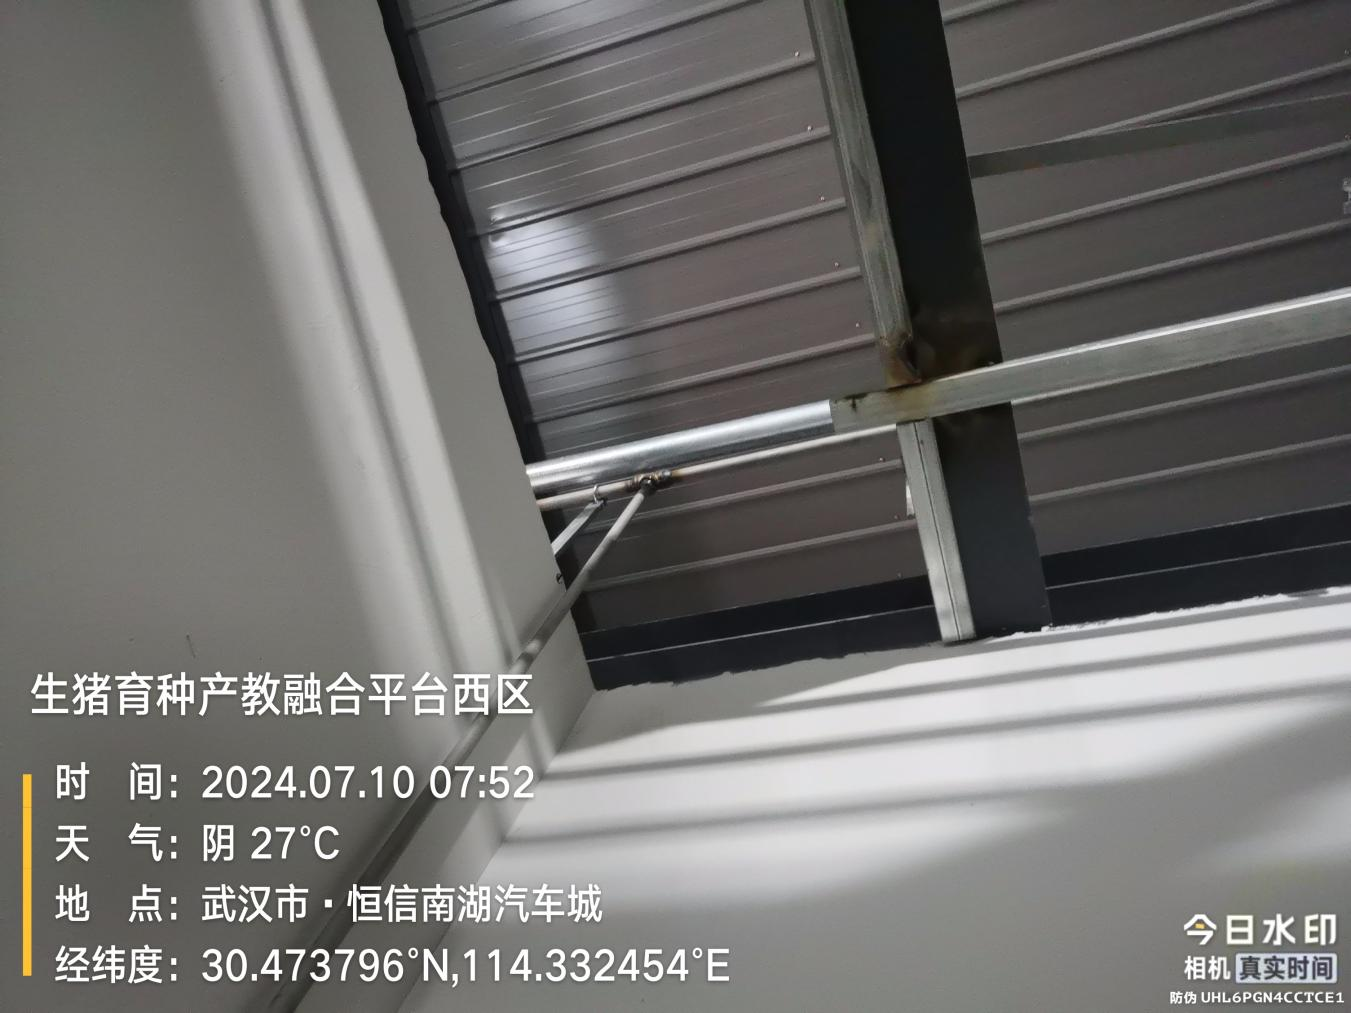 生猪育种产教融合平台西区
时 间：2024.07.10 07:52
天 气：阴 27°C
地 点：武汉市·恒信南湖汽车城
经纬度：30.473796°N,114.332454°E
今日水印
相机 真实时间
防伪 UHL6PGN4CCTCE1